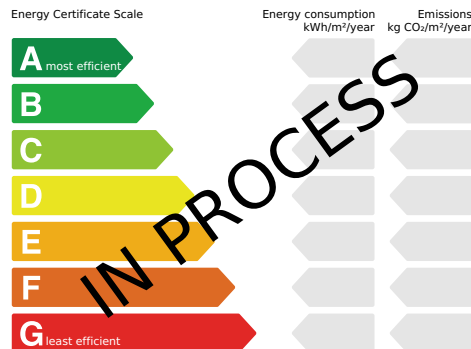 Energy Certificate Scale
Energy consumption
kWh/m²/year
Emissions
kg CO₂/m²/year
A most efficient
B
C
D
E
F
G least efficient
IN PROCESS